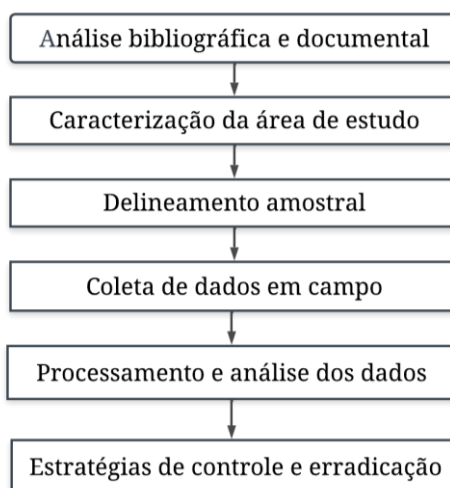 Análise bibliográfica e documental
Caracterização da área de estudo
Delineamento amostral
Coleta de dados em campo
Processamento e análise dos dados
Estratégias de controle e erradicação